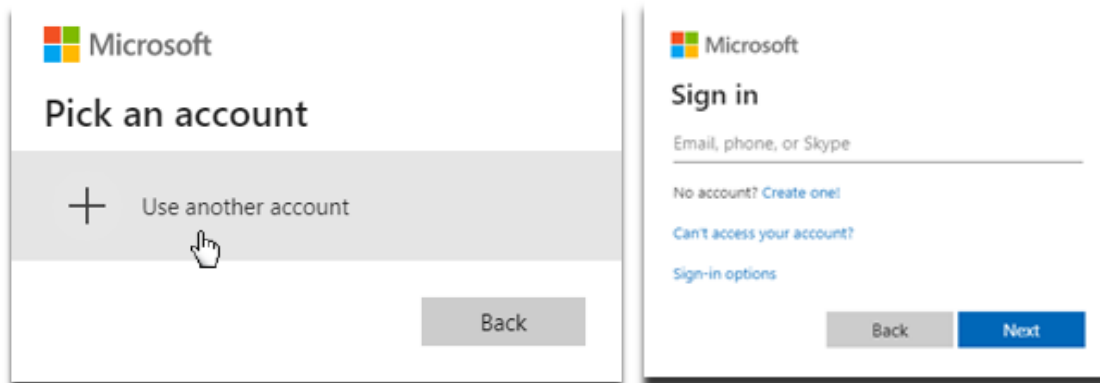 Microsoft
Pick an account
Use another account
Back
Microsoft
Sign in
Email, phone, or Skype
No account? Create one!
Can't access your account?
Sign-in options
Back Next